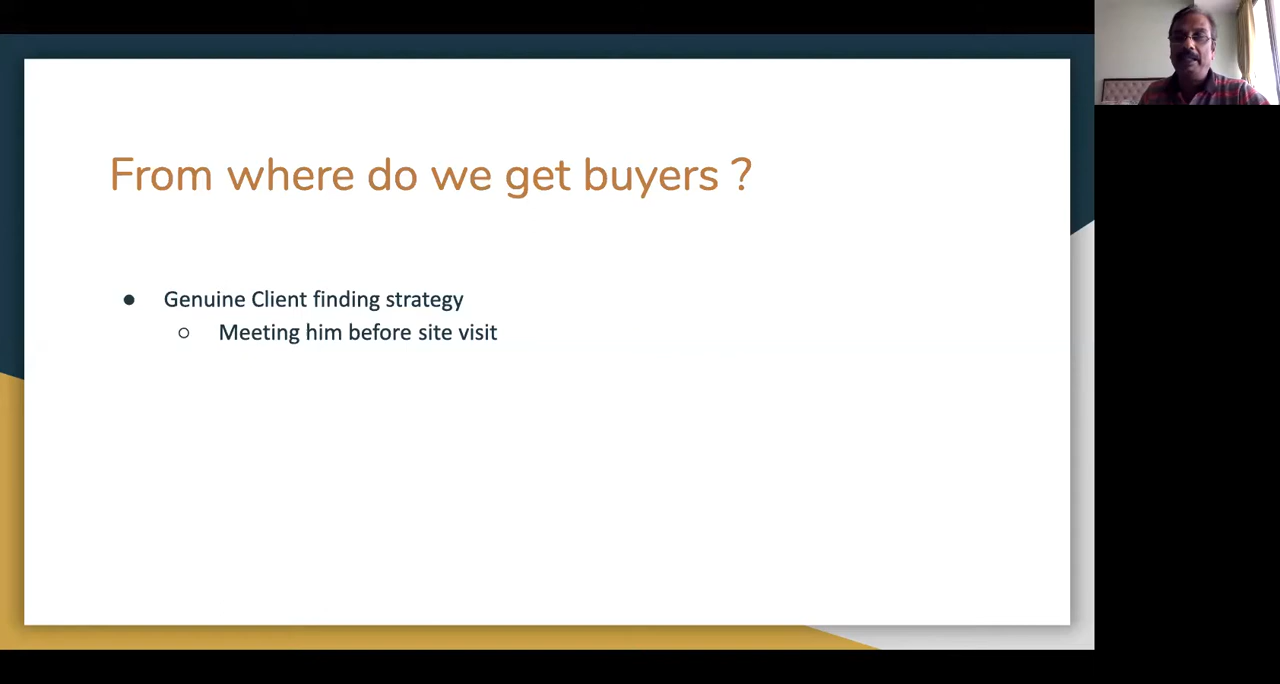 From where do we get buyers ?
● Genuine Client finding strategy
○ Meeting him before site visit